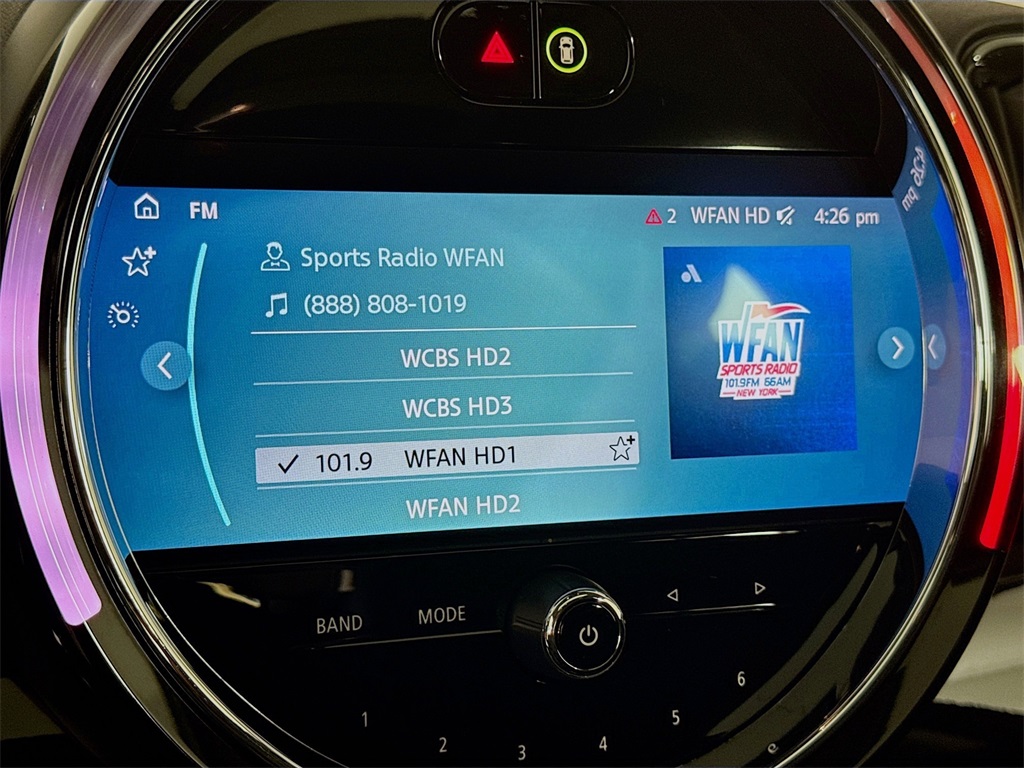 FM
2 WFAN HD 4:26 pm
Sports Radio WFAN
(888) 808-1019
WCBS HD2
WCBS HD3
101.9 WFAN HD1
WFAN HD2
WFAN
SPORTS RADIO
101.9FM 66AM
NEW YORK
BAND
MODE
1
2
3
4
5
6